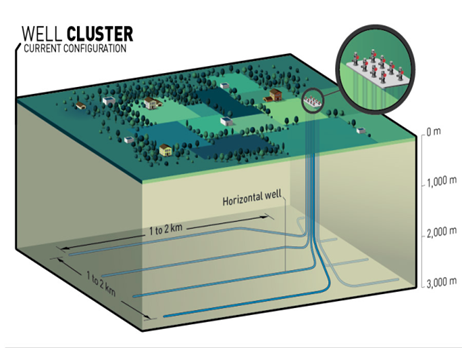 WELL CLUSTER
CURRENT CONFIGURATION
0 m
1,000 m
Horizontal well
1 to 2 km
2,000 m
1 to 2 km
3,000 m